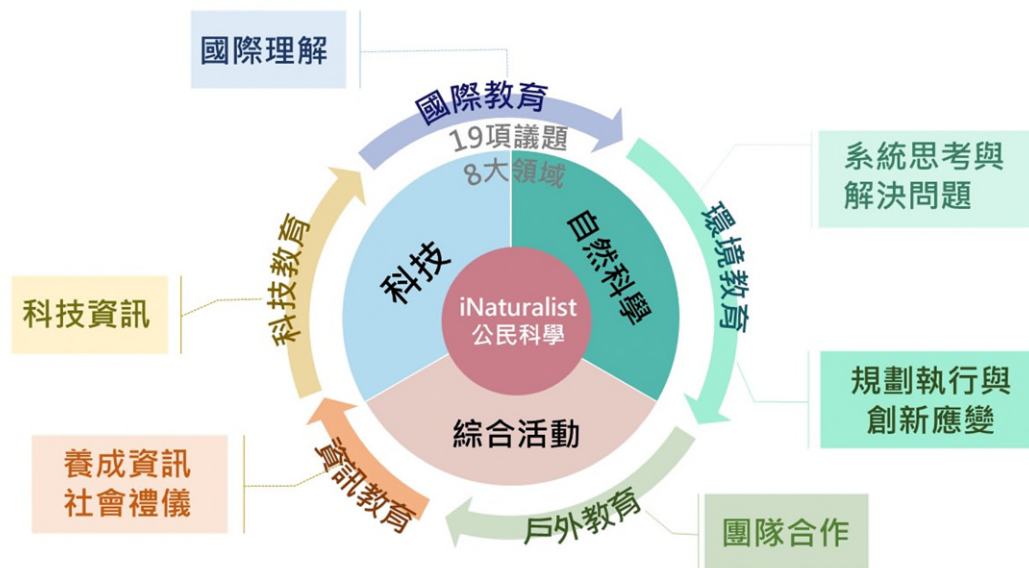 國際理解
國際教育
19項議題
8大領域
系統思考與
解決問題
環境教育
自然科學
科技
科技教育
iNaturalist
公民科學
科技資訊
規劃執行與
創新應變
綜合活動
養成資訊
社會禮儀
資訊教育
戶外教育
團隊合作